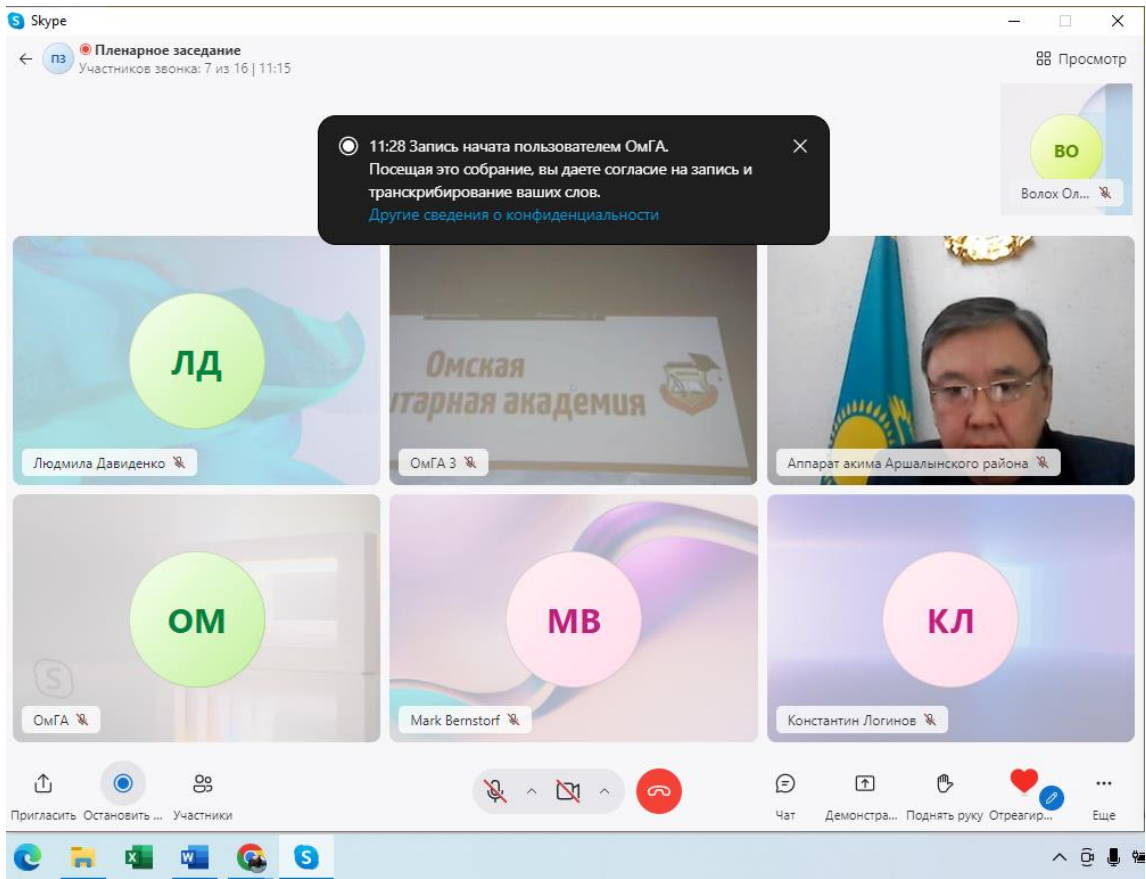 Skype
ПЗ
Пленарное заседание
Участников звонка: 7 из 16 | 11:15
Просмотр
11:28 Запись начата пользователем ОмГА.
Посещая это собрание, вы даете согласие на запись и
транскрибирование ваших слов.
Другие сведения о конфиденциальности
ВО
Волох Ол...
ЛД
Людмила Давиденко
Омская
тарная академия
ОмГА 3
Аппарат акима Аршалынского района
ОМ
ОмГА
MB
Mark Bernstorf
КЛ
Константин Логинов
Пригласить
Остановить ...
Участники
Чат
Демонстра...
Поднять руку
Отреагир...
Еще